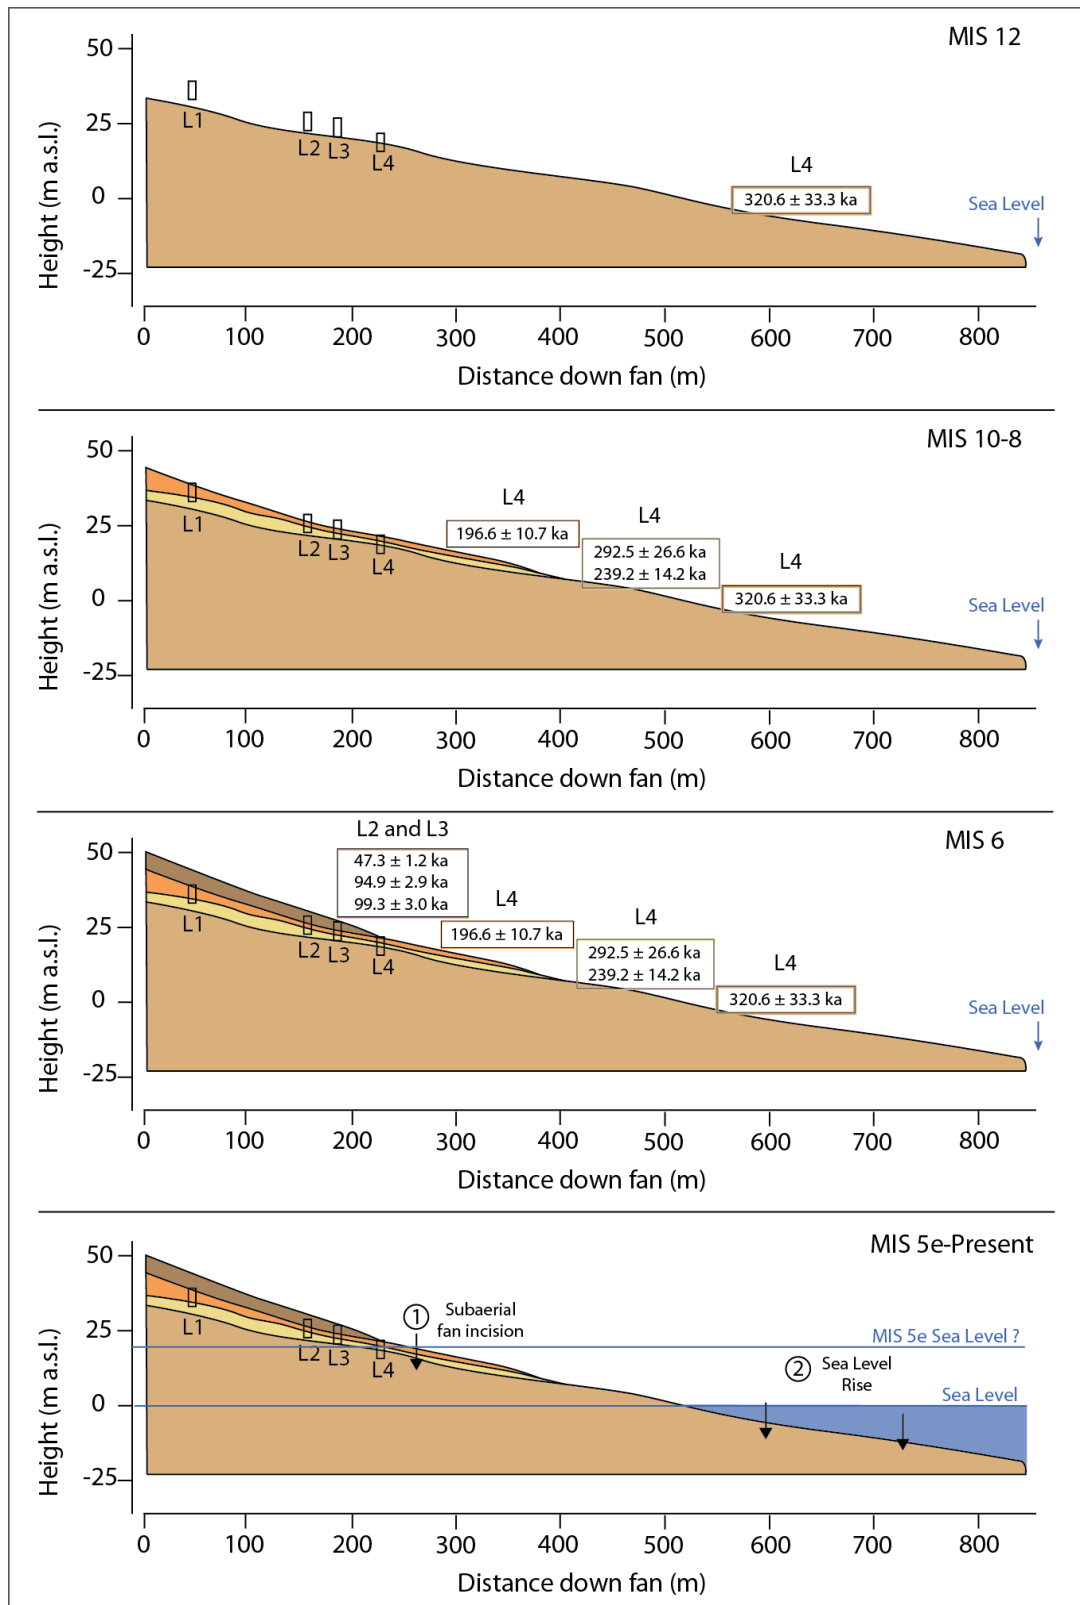 MIS 12
50
25
0
-25
Height (m a.s.l.)
L1
L2
L3
L4
L4
320.6 ± 33.3 ka
Sea Level
0 100 200 300 400 500 600 700 800
Distance down fan (m)
MIS 10-8
50
25
0
-25
Height (m a.s.l.)
L1
L2
L3
L4
L4
196.6 ± 10.7 ka
L4
292.5 ± 26.6 ka
239.2 ± 14.2 ka
L4
320.6 ± 33.3 ka
Sea Level
0 100 200 300 400 500 600 700 800
Distance down fan (m)
MIS 6
50
25
0
-25
Height (m a.s.l.)
L1
L2
L3
L4
L2 and L3
47.3 ± 1.2 ka
94.9 ± 2.9 ka
99.3 ± 3.0 ka
L4
196.6 ± 10.7 ka
L4
292.5 ± 26.6 ka
239.2 ± 14.2 ka
L4
320.6 ± 33.3 ka
Sea Level
0 100 200 300 400 500 600 700 800
Distance down fan (m)
MIS 5e-Present
50
25
0
-25
Height (m a.s.l.)
L1
L2
L3
L4
1 Subaerial
fan incision
MIS 5e Sea Level ?
2 Sea Level
Rise
Sea Level
0 100 200 300 400 500 600 700 800
Distance down fan (m)